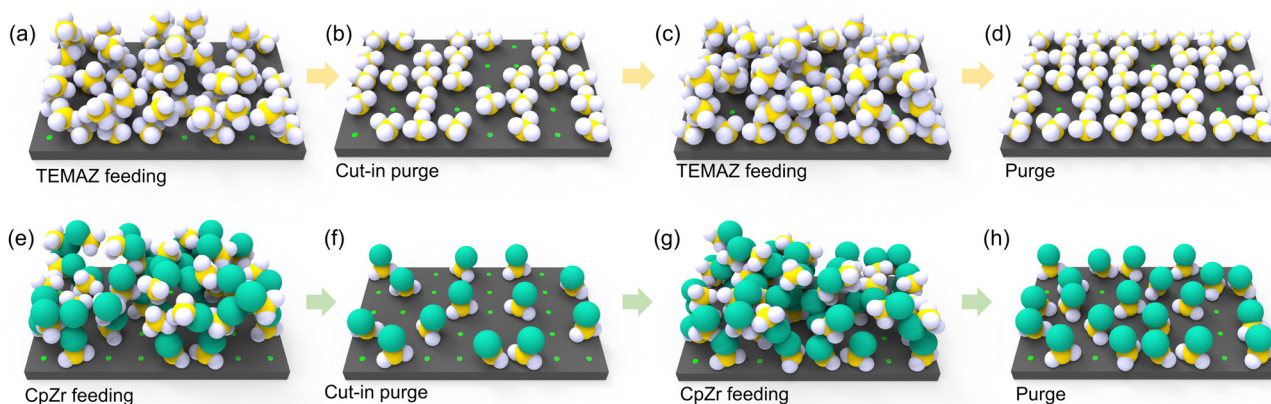 (a)
(b)
(c)
(d)
TEMAZ feeding
Cut-in purge
TEMAZ feeding
Purge
(e)
(f)
(g)
(h)
CpZr feeding
Cut-in purge
CpZr feeding
Purge